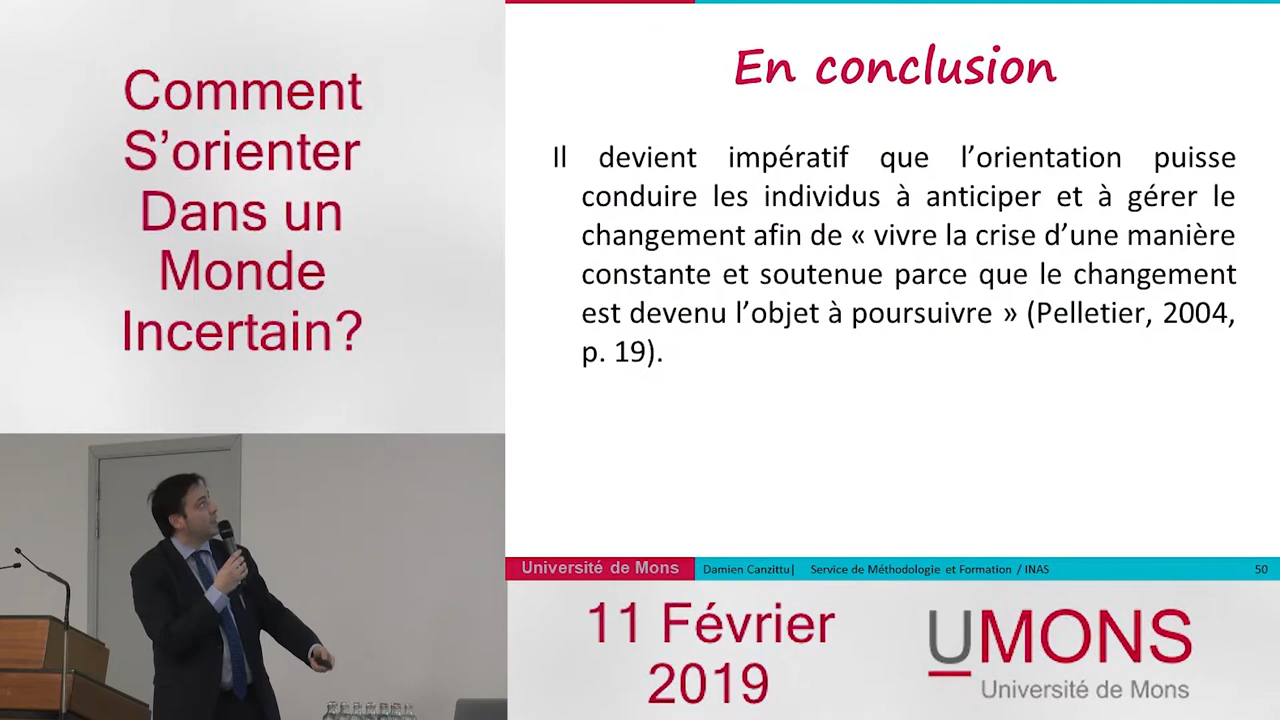 Comment
S’orienter
Dans un
Monde
Incertain?
En conclusion
Il devient impératif que l’orientation puisse
conduire les individus à anticiper et à gérer le
changement afin de « vivre la crise d’une manière
constante et soutenue parce que le changement
est devenu l’objet à poursuivre » (Pelletier, 2004,
p. 19).
Université de Mons
Damien Canzittu| Service de Méthodologie et Formation / INAS
50
11 Février
2019
UMONS
Université de Mons